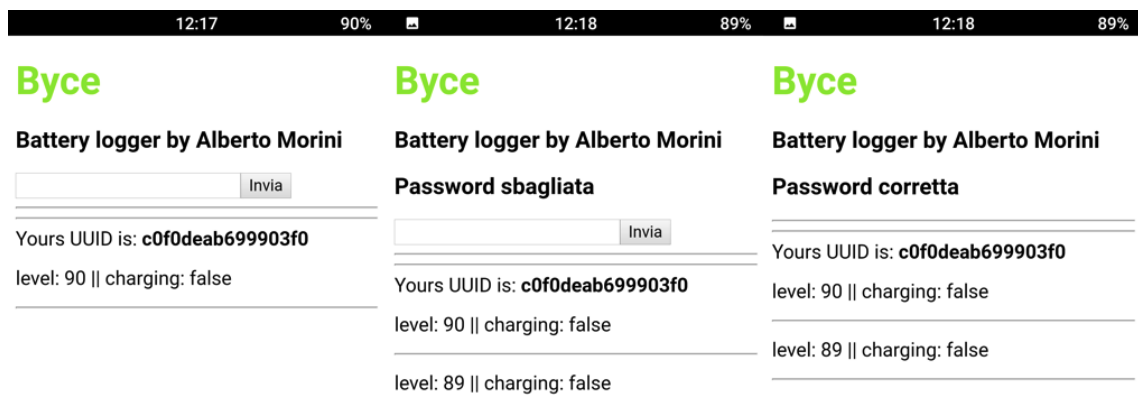 12:17 90%
Byce
Battery logger by Alberto Morini
Invia
Yours UUID is: c0f0deab699903f0
level: 90 || charging: false
12:18 89%
Byce
Battery logger by Alberto Morini
Password sbagliata
Invia
Yours UUID is: c0f0deab699903f0
level: 90 || charging: false
level: 89 || charging: false
12:18 89%
Byce
Battery logger by Alberto Morini
Password corretta
Yours UUID is: c0f0deab699903f0
level: 90 || charging: false
level: 89 || charging: false